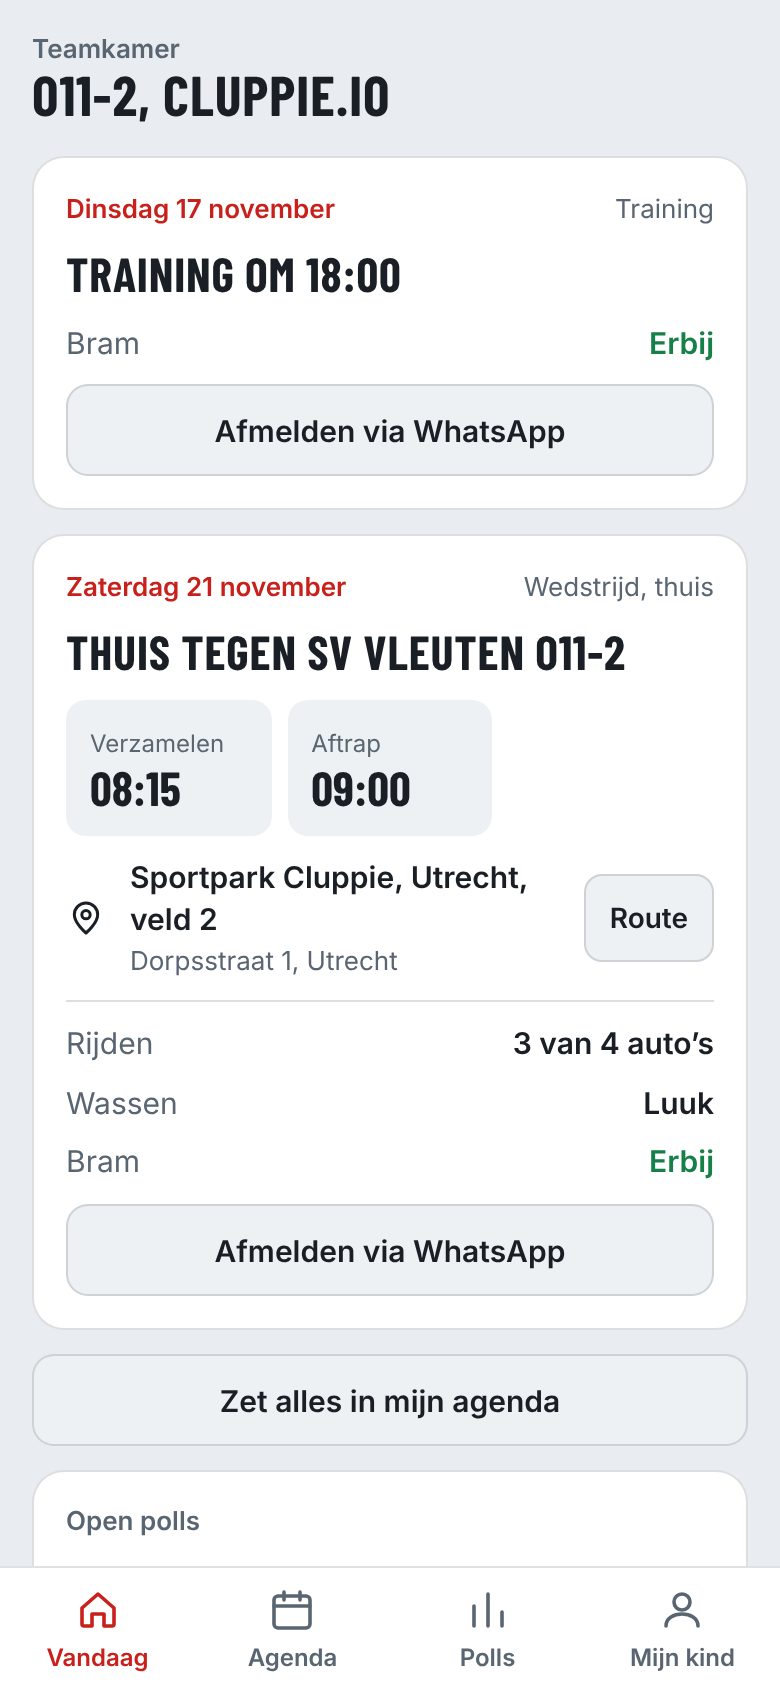 Teamkamer
O11-2, CLUPPIE.IO
Dinsdag 17 november
Training
TRAINING OM 18:00
Bram
Erbij
Afmelden via WhatsApp
Zaterdag 21 november
Wedstrijd, thuis
THUIS TEGEN SV VLEUTEN O11-2
Verzamelen
Aftrap
08:15
09:00
Sportpark Cluppie, Utrecht,
veld 2
Dorpsstraat 1, Utrecht
Route
Rijden
3 van 4 auto’s
Wassen
Luuk
Bram
Erbij
Afmelden via WhatsApp
Zet alles in mijn agenda
Open polls
Vandaag
Agenda
Polls
Mijn kind